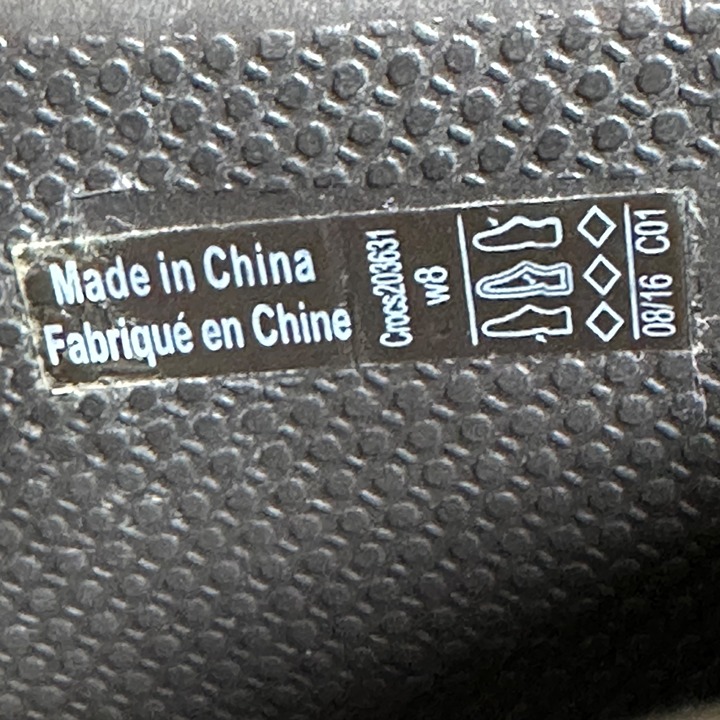 Made in China
Fabriqué en Chine
Crocs203631
w8
08/16 C01